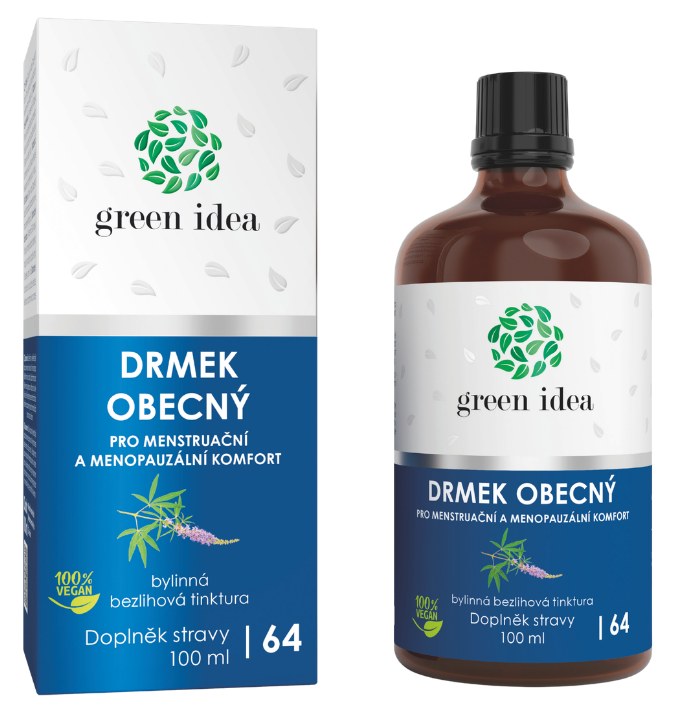 green idea
DRMEK
OBECNÝ
PRO MENSTRUAČNÍ
A MENOPAUZÁLNÍ KOMFORT
100%
VEGAN
bylinná
bezlihová tinktura
Doplněk stravy
100 ml
64
green idea
DRMEK OBECNÝ
PRO MENSTRUAČNÍ A MENOPAUZÁLNÍ KOMFORT
100%
VEGAN
bylinná bezlihová tinktura
Doplněk stravy
100 ml
64